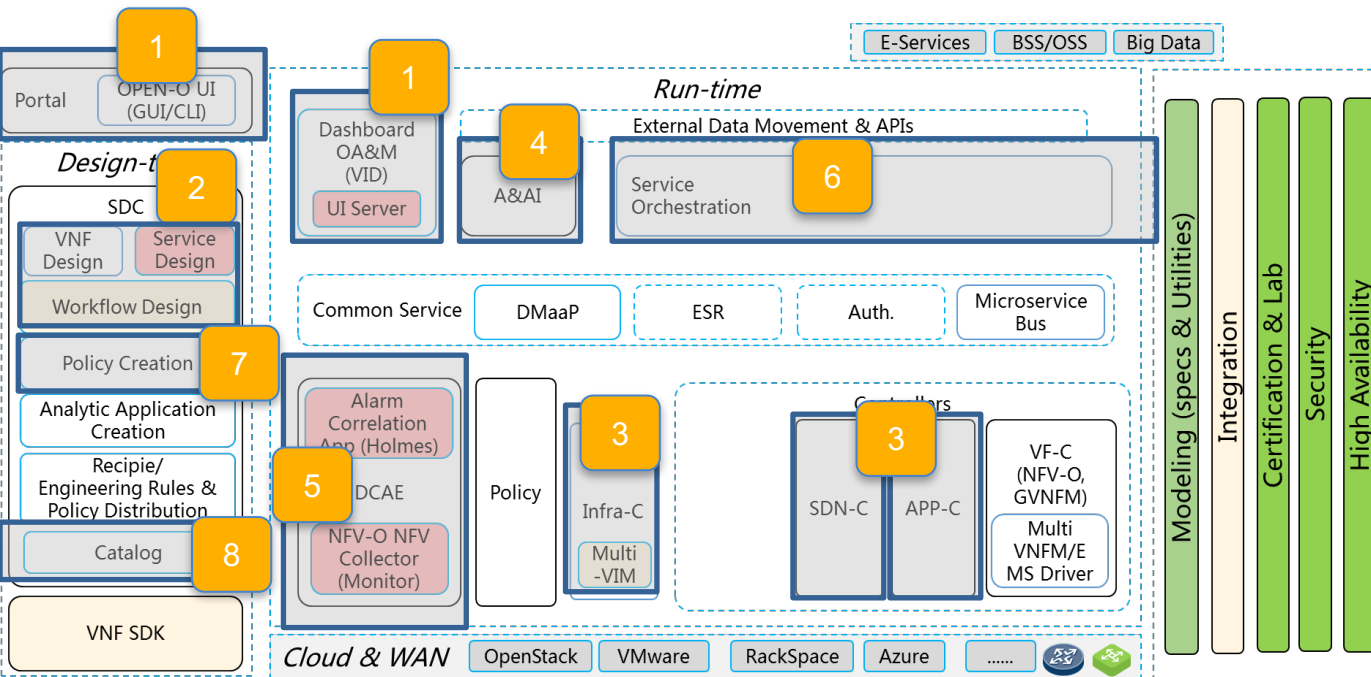 E-Services
BSS/OSS
Big Data
1
Portal
OPEN-O UI
(GUI/CLI)
1
Run-time
Dashboard
OA&M
(VID)
UI Server
External Data Movement & APIs
4
A&AI
6
Service
Orchestration
2
SDC
VNF
Design
Service
Design
Workflow Design
Policy Creation
7
Analytic Application
Creation
Recipie/
Engineering Rules &
Policy Distribution
Catalog
8
VNF SDK
Common Service
DMaaP
ESR
Auth.
Microservice
Bus
Alarm
Correlation
App (Holmes)
5
DCAE
NFV-O NFV
Collector
(Monitor)
Policy
3
Infra-C
Multi
-VIM
3
SDN-C
APP-C
VF-C
(NFV-O,
GVNFM)
Multi
VNFM/E
MS Driver
Cloud & WAN
OpenStack
VMware
RackSpace
Azure
......
Modeling (specs & Utilities)
Integration
Certification & Lab
Security
High Availability